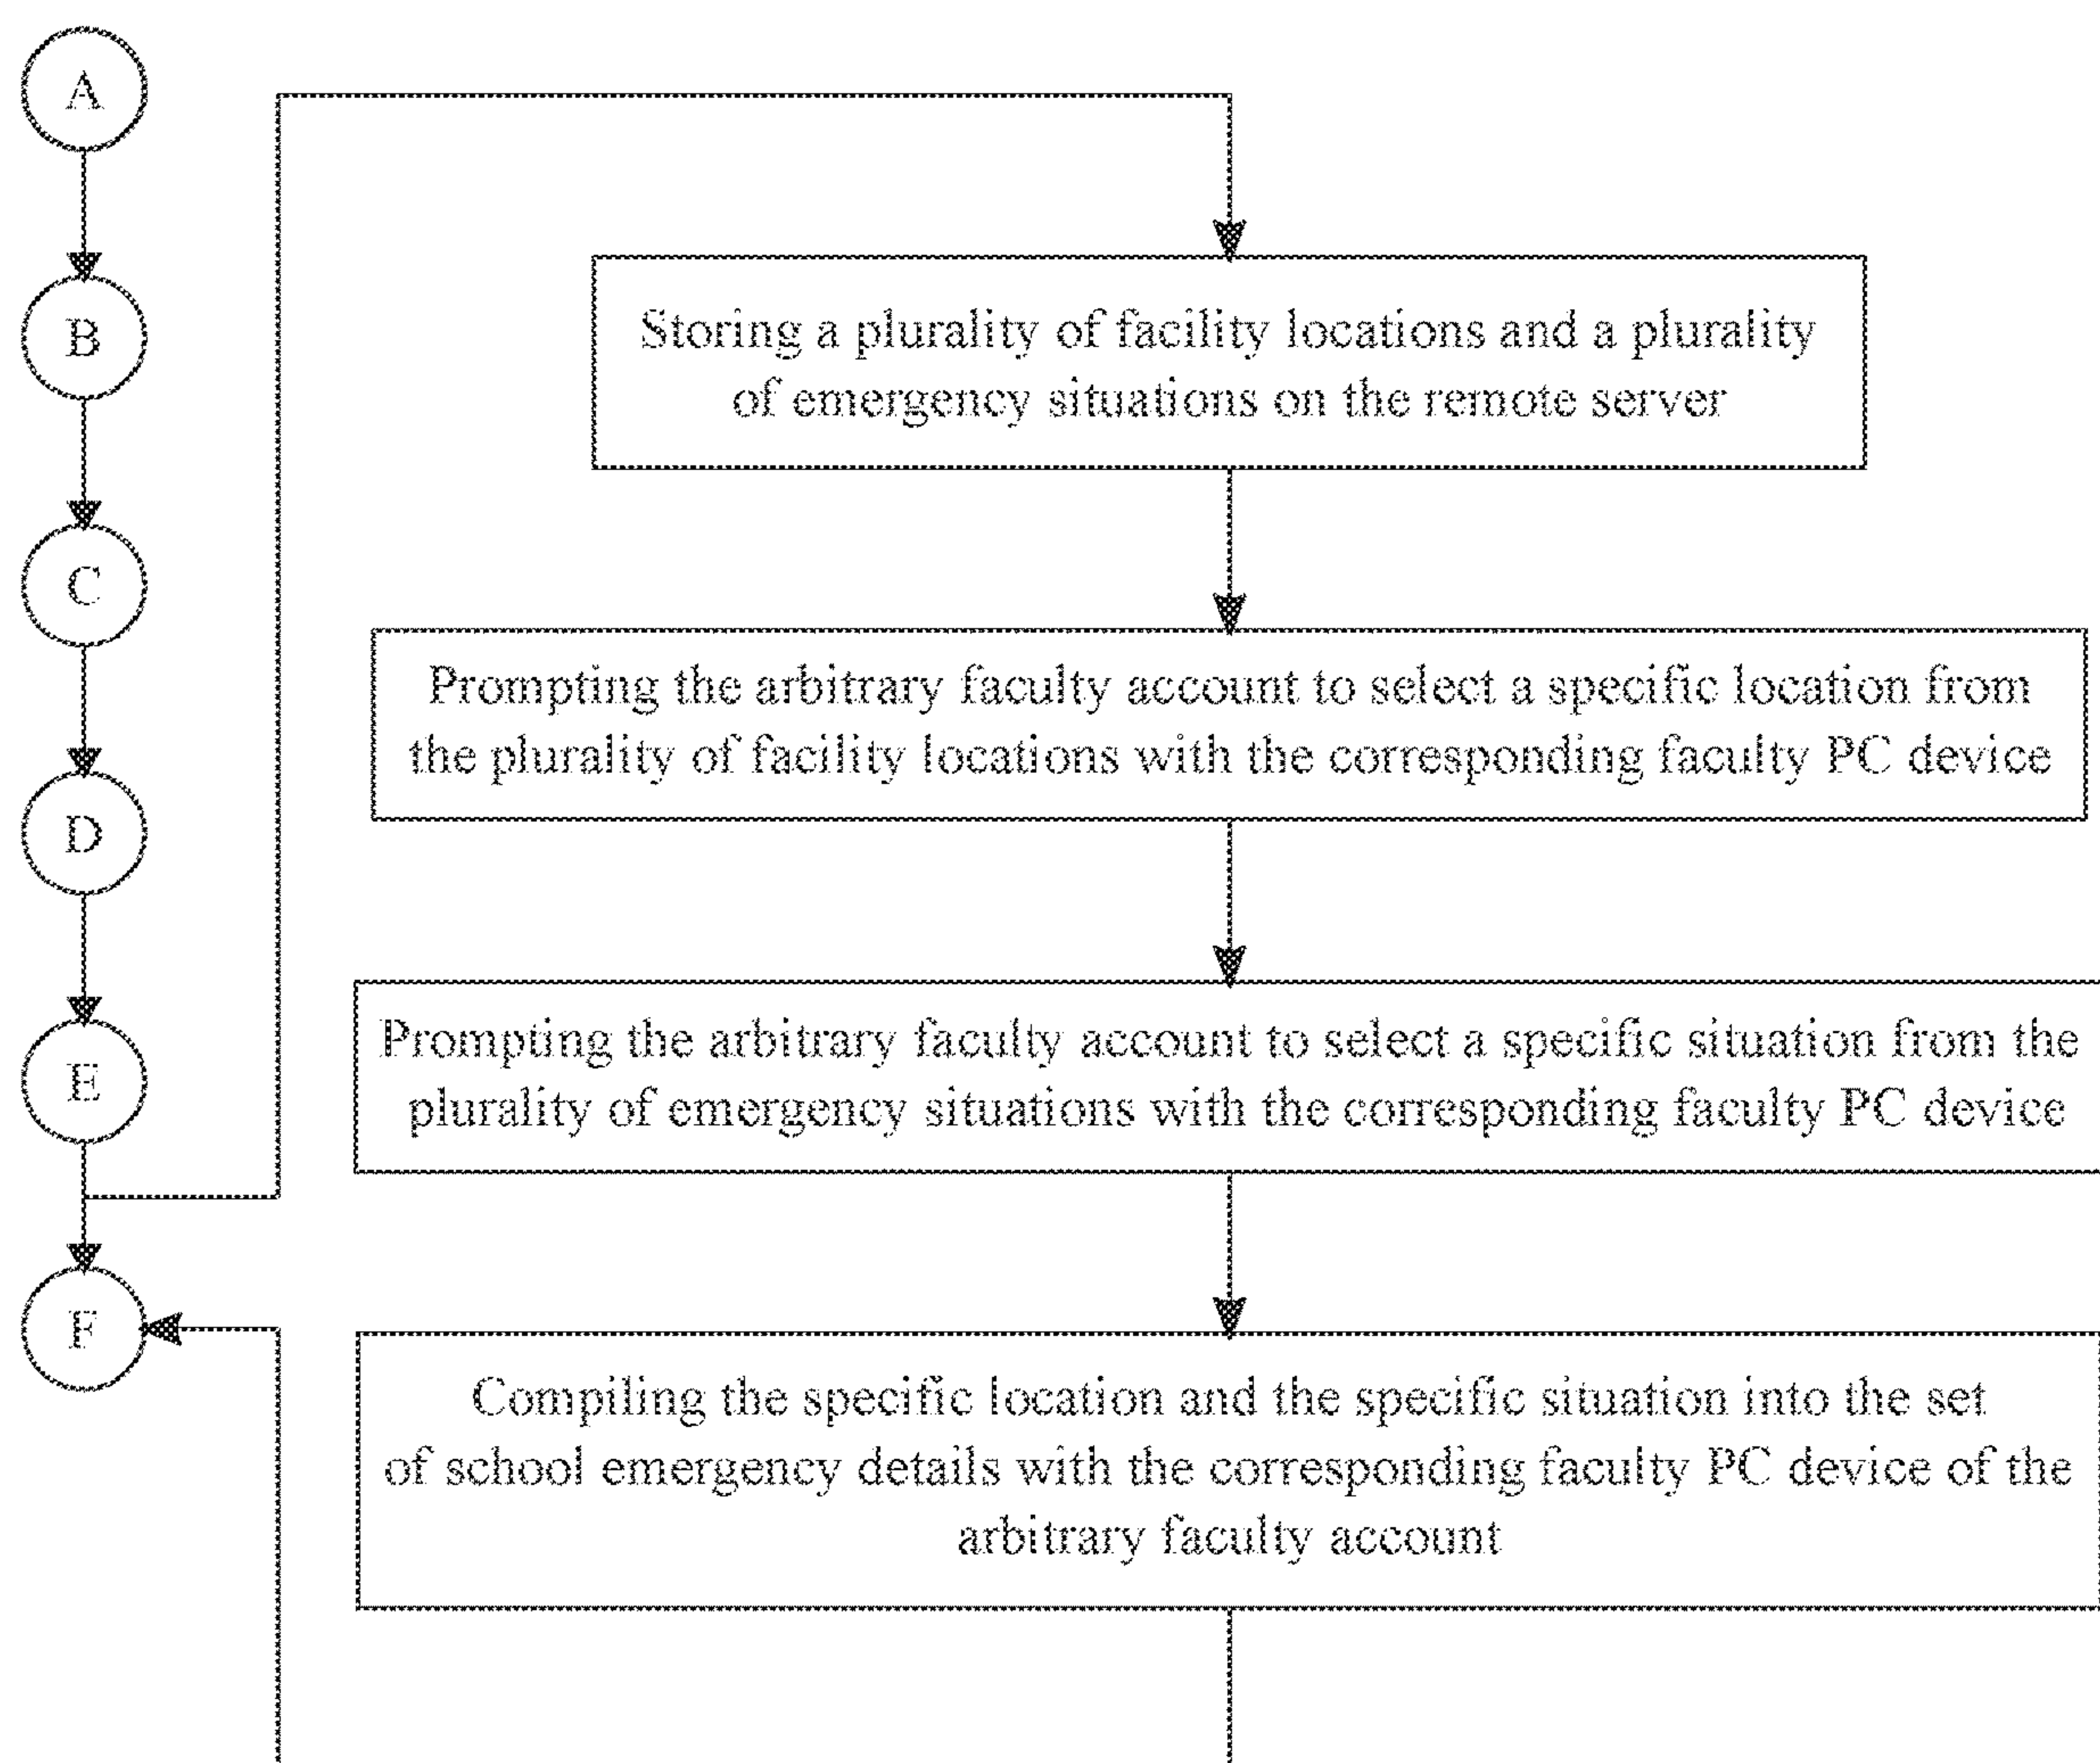 A
B
C
D
E
F
Storing a plurality of facility locations and a plurality
of emergency situations on the remote server
Prompting the arbitrary faculty account to select a specific location from
the plurality of facility locations with the corresponding faculty PC device
Prompting the arbitrary faculty account to select a specific situation from the
plurality of emergency situations with the corresponding faculty PC device
Compiling the specific location and the specific situation into the set
of school emergency details with the corresponding faculty PC device of the
arbitrary faculty account